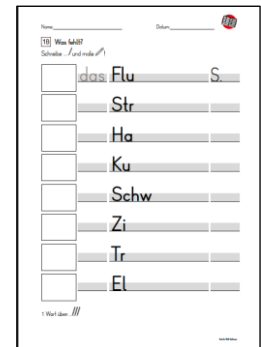 Name: Datum:
19 Was fehlt?
Schreibe und male !
das Flu S.
Str
Ha
Ku
Schw
Zi
Tr
El
1 Wort üben: